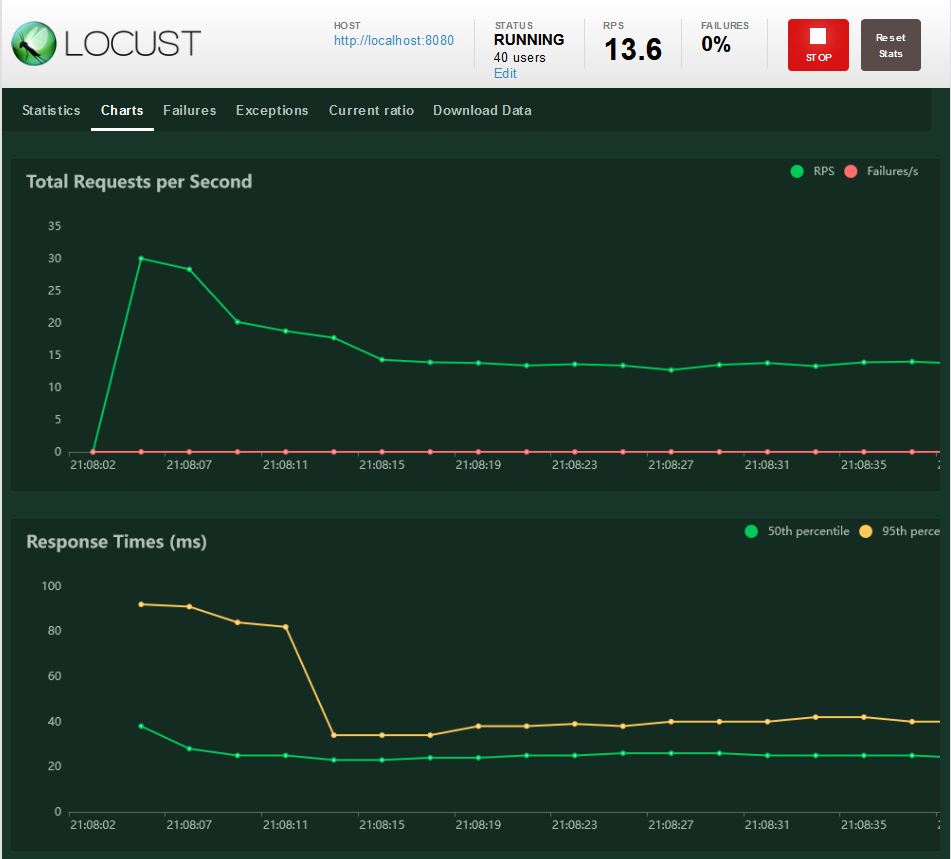 LOCUST
HOST
http://localhost:8080
STATUS
RUNNING
40 users
Edit
RPS
13.6
FAILURES
0%
STOP
Reset
Stats
Statistics Charts Failures Exceptions Current ratio Download Data
Total Requests per Second
RPS Failures/s
35
30
25
20
15
10
5
0
21:08:02 21:08:07 21:08:11 21:08:15 21:08:19 21:08:23 21:08:27 21:08:31 21:08:35
Response Times (ms)
50th percentile 95th perce
100
80
60
40
20
0
21:08:02 21:08:07 21:08:11 21:08:15 21:08:19 21:08:23 21:08:27 21:08:31 21:08:35